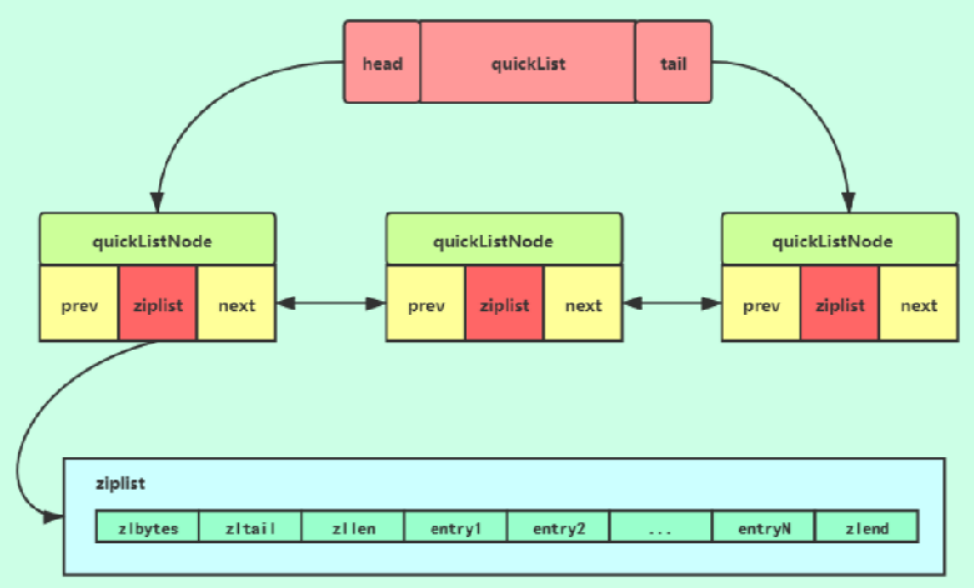 head quickList tail
quickListNode quickListNode quickListNode
prev ziplist next prev ziplist next prev ziplist next
ziplist
zlbytes zltail zllen entry1 entry2 ... entryN zlend